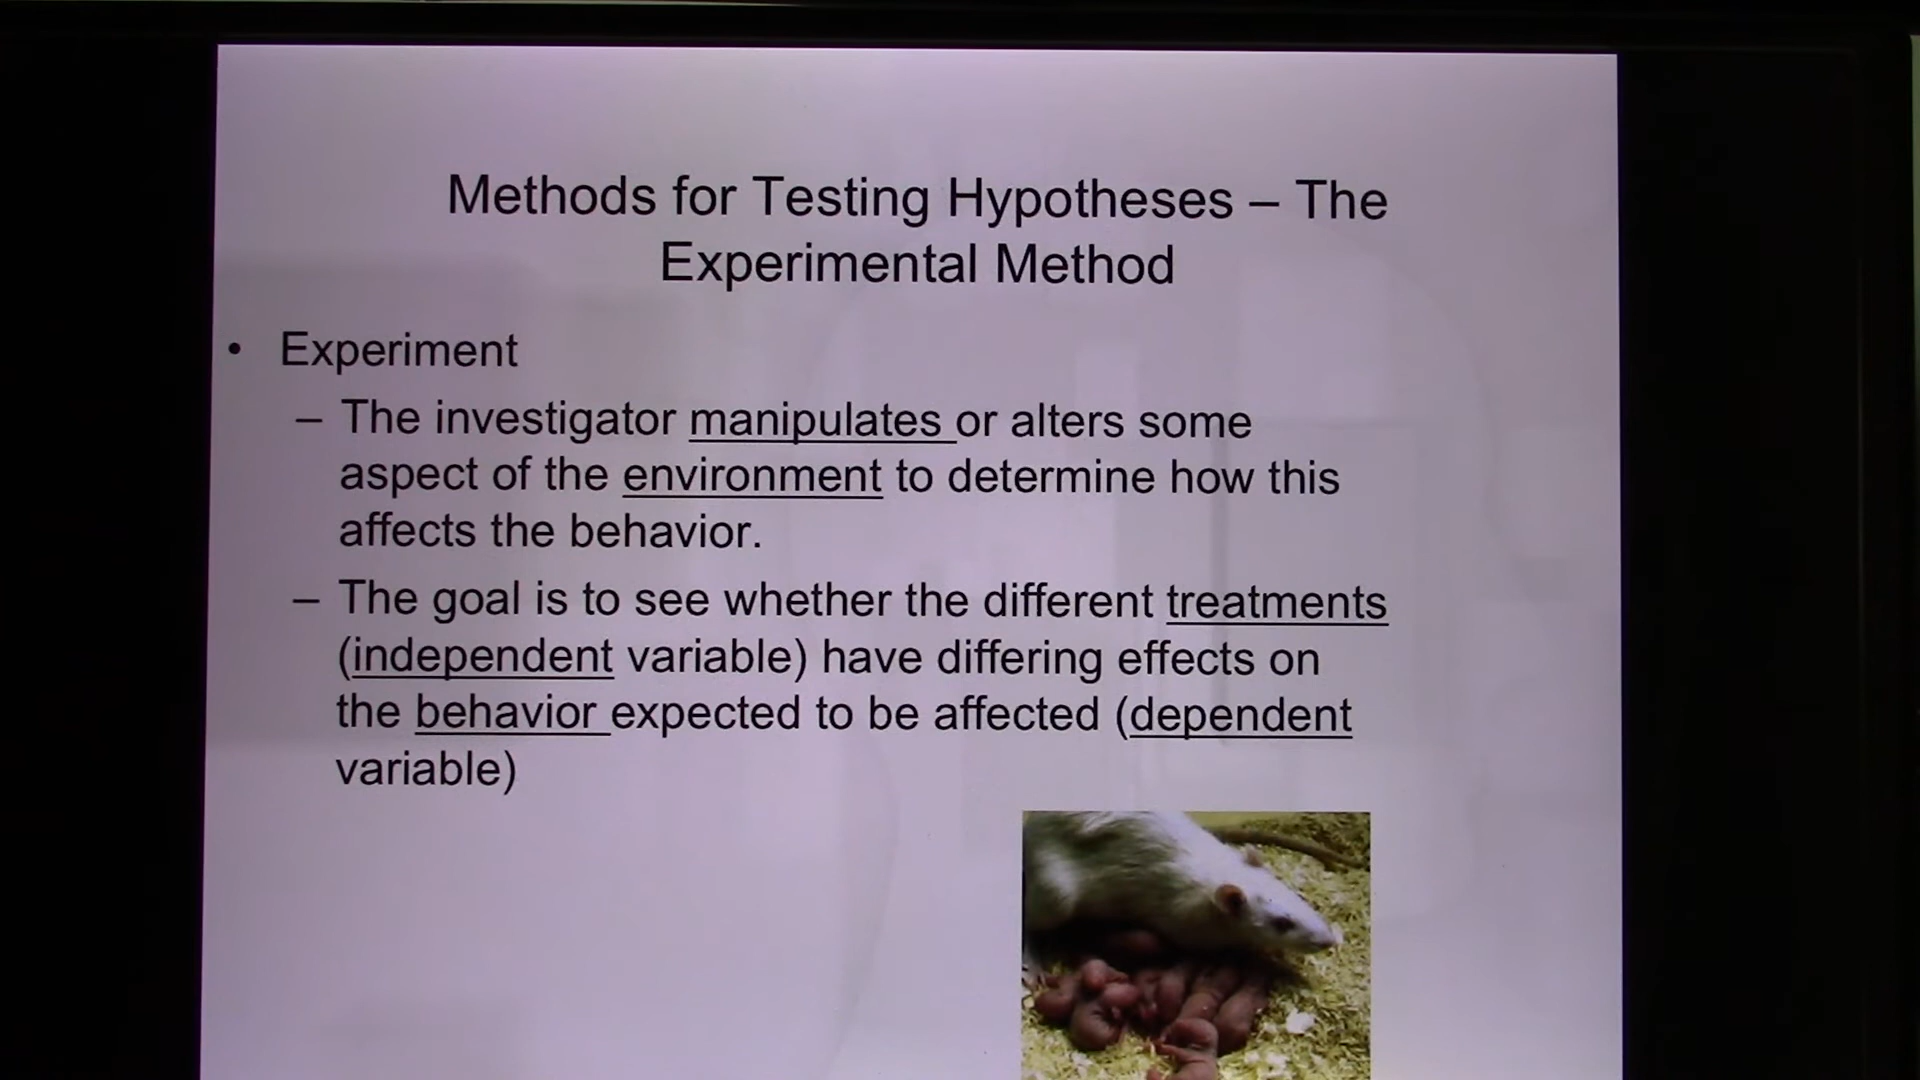 Methods for Testing Hypotheses – The
Experimental Method
• Experiment
– The investigator manipulates or alters some
aspect of the environment to determine how this
affects the behavior.
– The goal is to see whether the different treatments
(independent variable) have differing effects on
the behavior expected to be affected (dependent
variable)